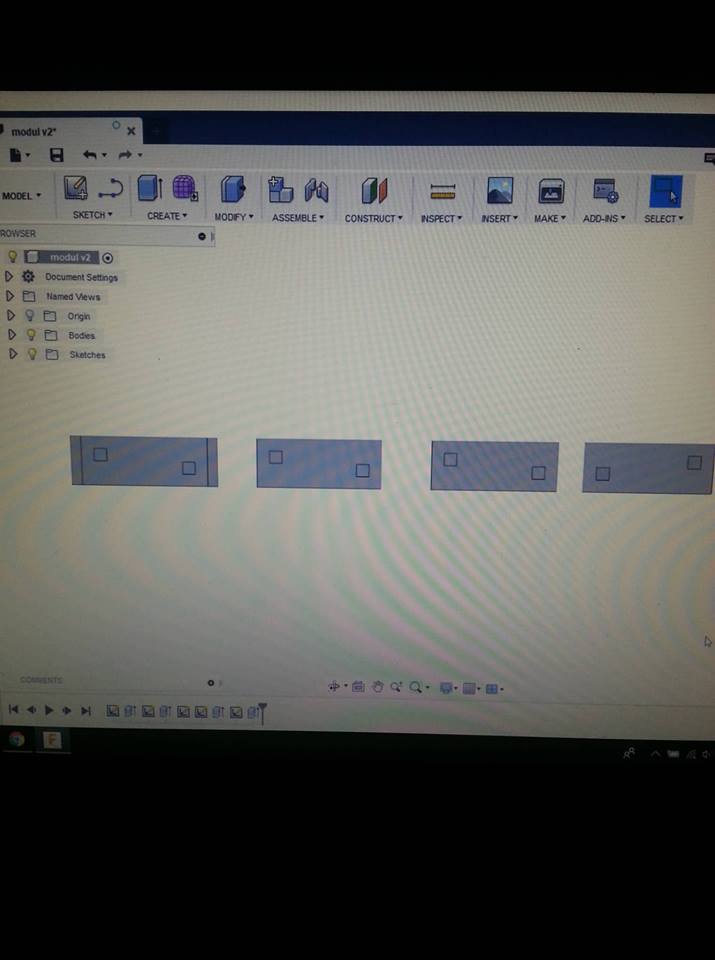 modul v2*
MODEL
SKETCH
CREATE
MODIFY
ASSEMBLE
CONSTRUCT
INSPECT
INSERT
MAKE
ADD-INS
SELECT
ROWSER
modul v2
Document Settings
Named Views
Origin
Bodies
Sketches
COMMENTS
F